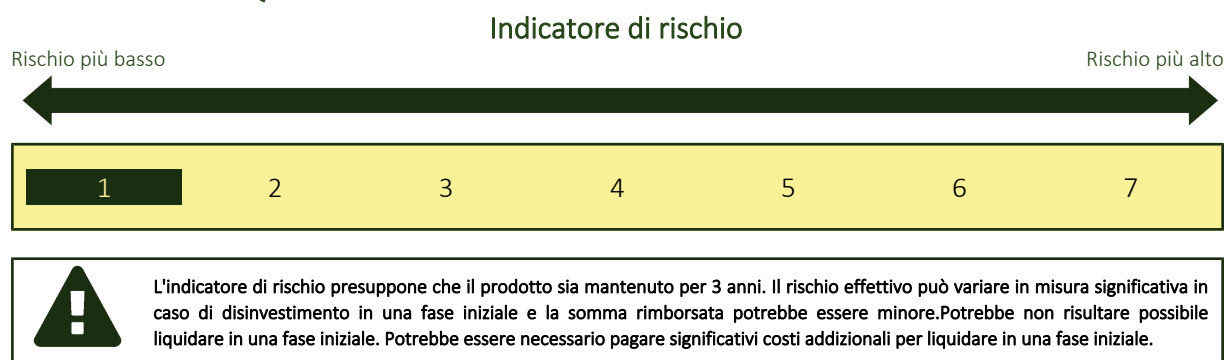 Indicatore di rischio
Rischio più basso
Rischio più alto
1 2 3 4 5 6 7
L'indicatore di rischio presuppone che il prodotto sia mantenuto per 3 anni. Il rischio effettivo può variare in misura significativa in
caso di disinvestimento in una fase iniziale e la somma rimborsata potrebbe essere minore.Potrebbe non risultare possibile
liquidare in una fase iniziale. Potrebbe essere necessario pagare significativi costi addizionali per liquidare in una fase iniziale.